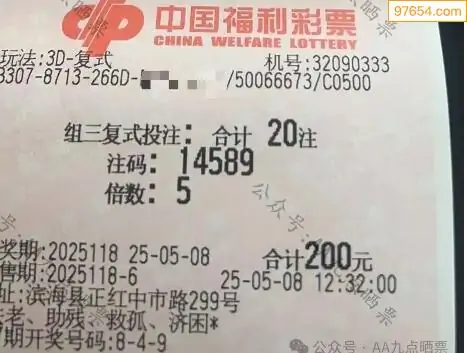 97654.com
中国福利彩票
CHINA WELFARE LOTTERY
玩法:3D-复式 机号:32090333
3307-8713-266D- /50066673/C0500
组三复式投注: 合计 20注
注码: 14589
倍数: 5
奖期:2025118 25-05-08 合计200元
售期:2025118-6 25-05-08 12:32:00
址:滨海县正红中市路299号
老、助残、救孤、济困*
期开奖号码:8-4-9
公众号·AA九点晒票